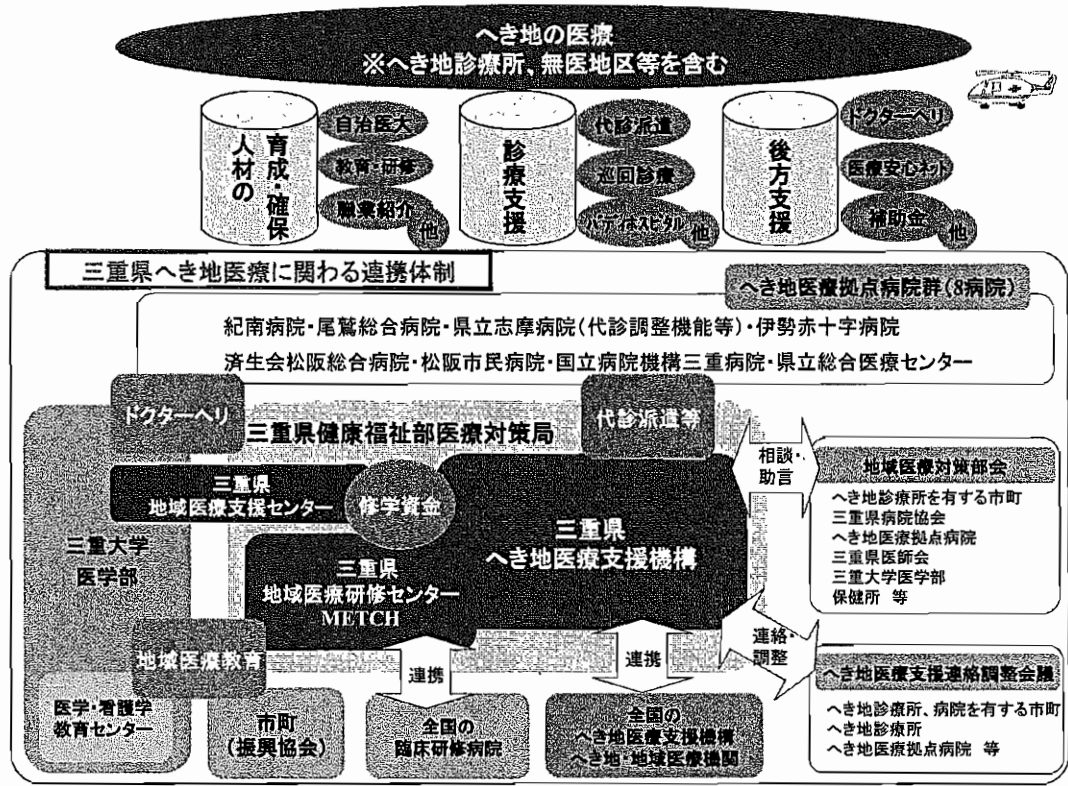 へき地の医療
※へき地診療所、無医地区等を含む
人材の
育成・確保
自治医大
教育・研修
職業紹介
他
診療支援
代診派遣
巡回診療
バディホスピタル
他
後方支援
ドクターヘリ
医療安心ネット
補助金
他
三重県へき地医療に関わる連携体制
へき地医療拠点病院群(8病院)
紀南病院・尾鷲総合病院・県立志摩病院(代診調整機能等)・伊勢赤十字病院
済生会松阪総合病院・松阪市民病院・国立病院機構三重病院・県立総合医療センター
ドクターヘリ
三重県健康福祉部医療対策局
代診派遣等
三重県
地域医療支援センター
修学資金
三重県
へき地医療支援機構
三重大学
医学部
三重県
地域医療研修センター
METCH
地域医療教育
医学・看護学
教育センター
市町
(振興協会)
連携
全国の
臨床研修病院
連携
全国の
へき地医療支援機構
へき地・地域医療機関
相談・
助言
地域医療対策部会
へき地診療所を有する市町
三重県病院協会
へき地医療拠点病院
三重県医師会
三重大学医学部
保健所 等
連絡・
調整
へき地医療支援連絡調整会議
へき地診療所、病院を有する市町
へき地診療所
へき地医療拠点病院 等